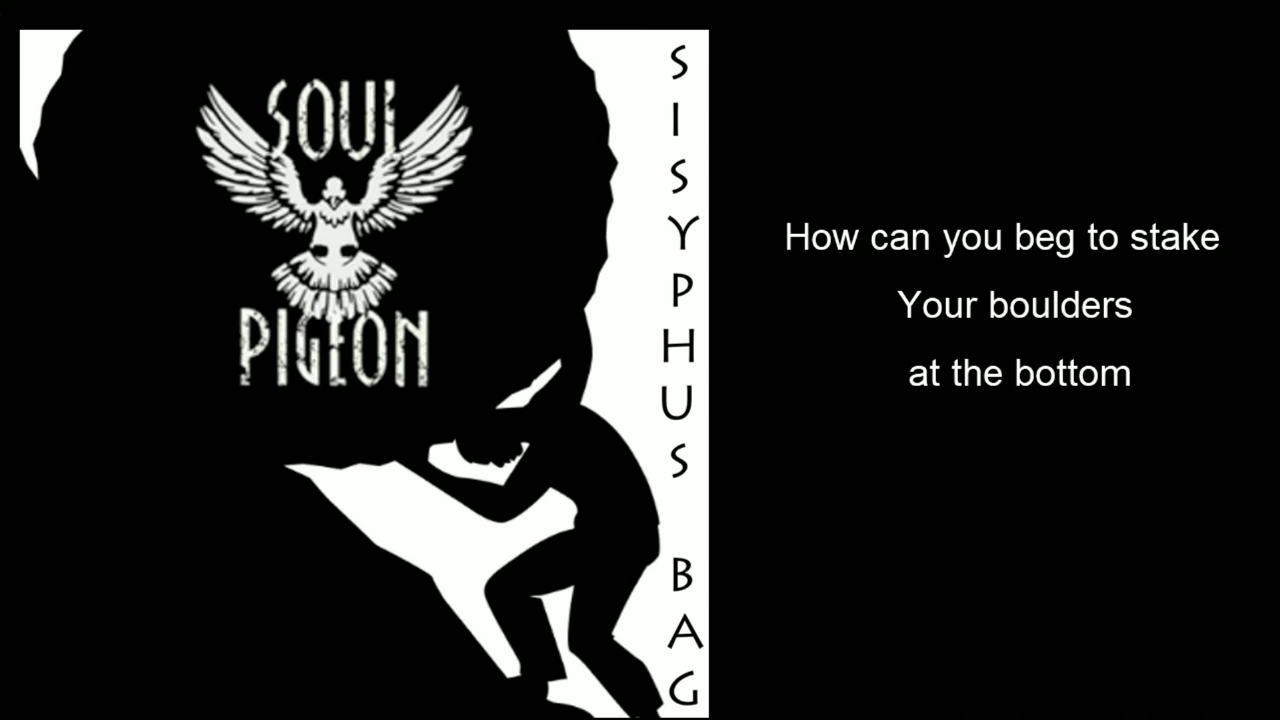 SOUL
PIGEON
SISYPHUS BAG
How can you beg to stake
Your boulders
at the bottom